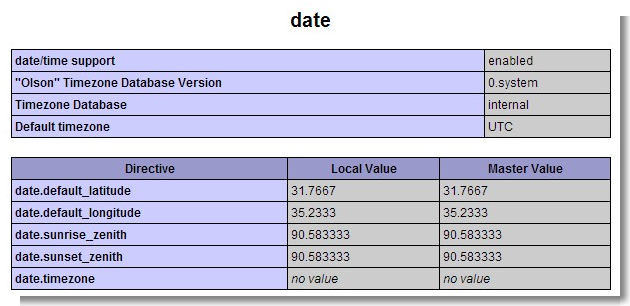 date
date/time support enabled
"Olson" Timezone Database Version 0.system
Timezone Database internal
Default timezone UTC
Directive Local Value Master Value
date.default_latitude 31.7667 31.7667
date.default_longitude 35.2333 35.2333
date.sunrise_zenith 90.583333 90.583333
date.sunset_zenith 90.583333 90.583333
date.timezone no value no value